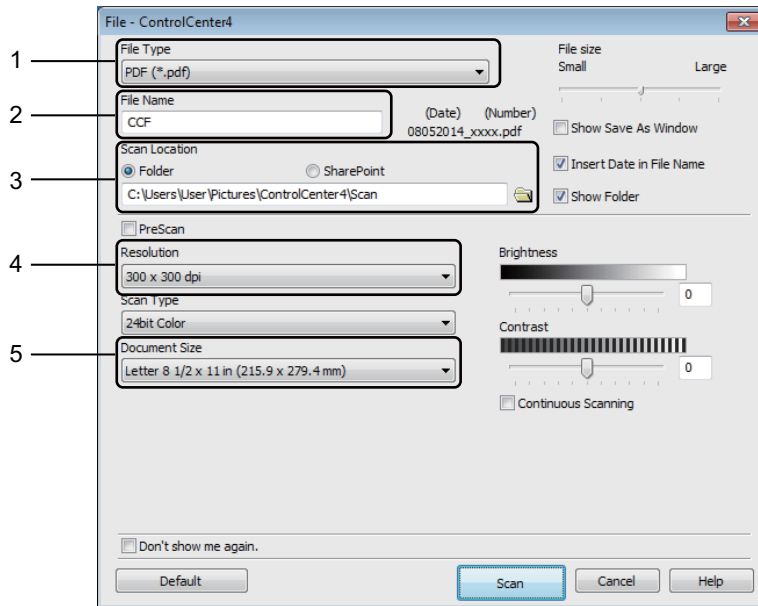 File - ControlCenter4
1
File Type
PDF (*.pdf)
File size
Small Large
2
File Name
CCF
(Date) (Number)
08052014_xxxx.pdf
Show Save As Window
3
Scan Location
Folder SharePoint
C:\Users\User\Pictures\ControlCenter4\Scan
Insert Date in File Name
Show Folder
PreScan
4
Resolution
300 x 300 dpi
Brightness
0
Scan Type
24bit Color
Contrast
0
5
Document Size
Letter 8 1/2 x 11 in (215.9 x 279.4 mm)
Continuous Scanning
Don't show me again.
Default Scan Cancel Help